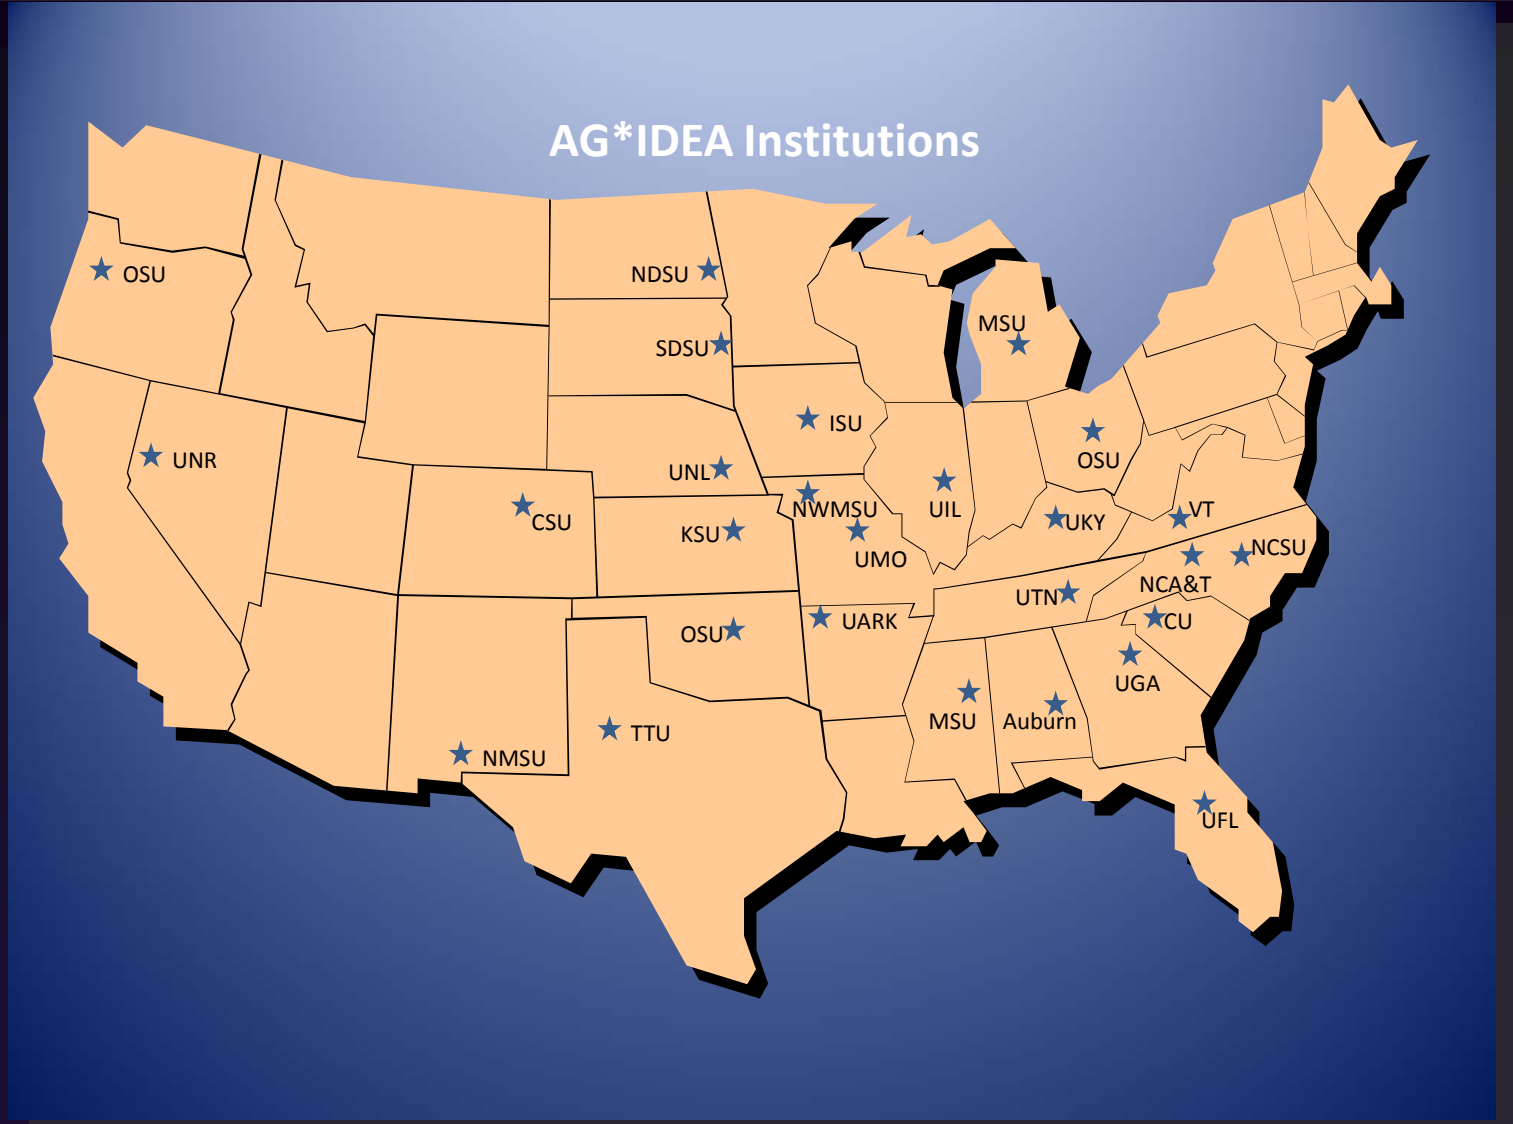 AG*IDEA Institutions
OSU
NDSU
MSU
SDSU
ISU
UNR
UNL
OSU
CSU
NWMSU
UIL
UKY
VT
KSU
UMO
NCSU
NCA&T
UTN
OSU
UARK
CU
UGA
TTU
MSU
Auburn
NMSU
UFL